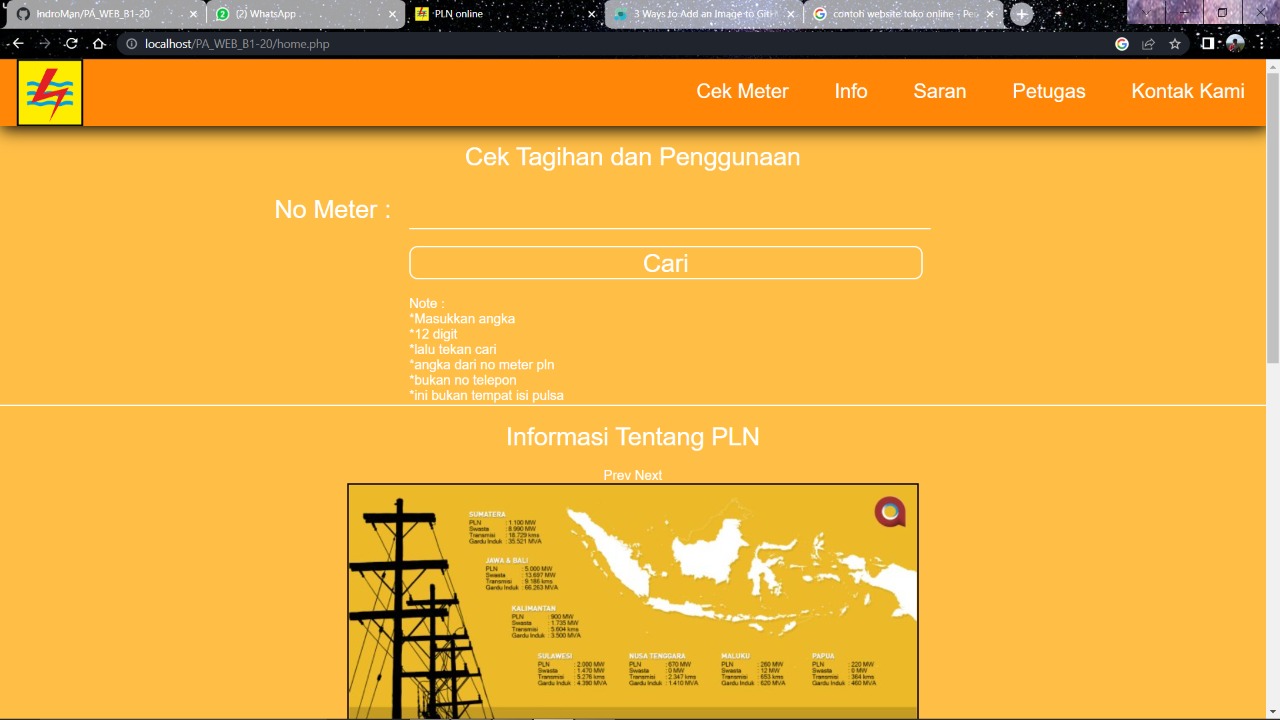 IndroMan/PA_WEB_B1-20
(2) WhatsApp
PLN online
3 Ways to Add an Image to GitH
contoh website toko online - Pen
localhost/PA_WEB_B1-20/home.php
Cek Meter Info Saran Petugas Kontak Kami
Cek Tagihan dan Penggunaan
No Meter :
Cari
Note :
*Masukkan angka
*12 digit
*lalu tekan cari
*angka dari no meter pln
*bukan no telepon
*ini bukan tempat isi pulsa
Informasi Tentang PLN
Prev Next
SUMATERA
PLN : 1.100 MW
Swasta : 8.990 MW
Transmisi : 18.729 kms
Gardu Induk : 35.521 MVA
JAWA & BALI
PLN : 5.000 MW
Swasta : 13.697 MW
Transmisi : 9.186 kms
Gardu Induk : 66.263 MVA
KALIMANTAN
PLN : 900 MW
Swasta : 1.735 MW
Transmisi : 5.604 kms
Gardu Induk : 3.500 MVA
SULAWESI
PLN : 2.000 MW
Swasta : 1.470 MW
Transmisi : 5.276 kms
Gardu Induk : 4.390 MVA
NUSA TENGGARA
PLN : 670 MW
Swasta : 0 MW
Transmisi : 2.347 kms
Gardu Induk : 1.410 MVA
MALUKU
PLN : 260 MW
Swasta : 12 MW
Transmisi : 653 kms
Gardu Induk : 620 MVA
PAPUA
PLN : 220 MW
Swasta : 0 MW
Transmisi : 364 kms
Gardu Induk : 460 MVA